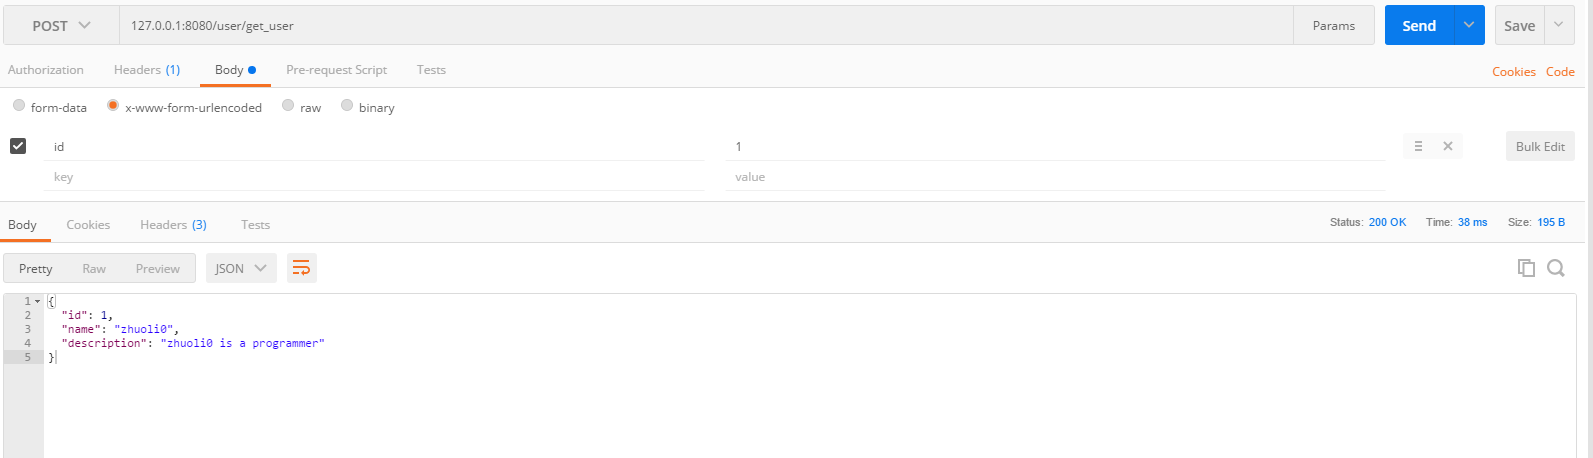 POST 127.0.0.1:8080/user/get_user Params Send Save
Authorization Headers (1) Body Pre-request Script Tests Cookies Code
form-data x-www-form-urlencoded raw binary
id 1 Bulk Edit
key value
Body Cookies Headers (3) Tests Status: 200 OK Time: 38 ms Size: 195 B
Pretty Raw Preview JSON
1 {
2 "id": 1,
3 "name": "zhuoli0",
4 "description": "zhuoli0 is a programmer"
5 }